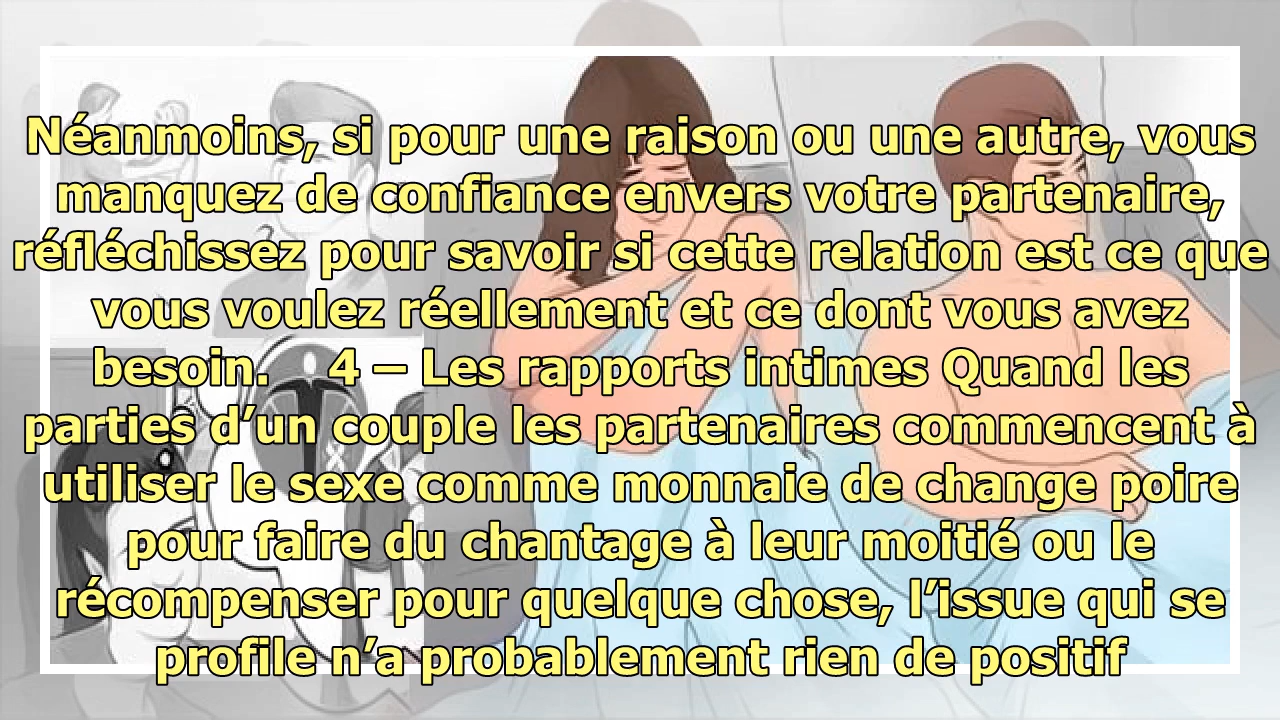 Néanmoins, si pour une raison ou une autre, vous
manquez de confiance envers votre partenaire,
réfléchissez pour savoir si cette relation est ce que
vous voulez réellement et ce dont vous avez
besoin.    4 – Les rapports intimes Quand les
parties d’un couple les partenaires commencent à
utiliser le sexe comme monnaie de change poire
pour faire du chantage à leur moitié ou le
récompenser pour quelque chose, l’issue qui se
profile n’a probablement rien de positif